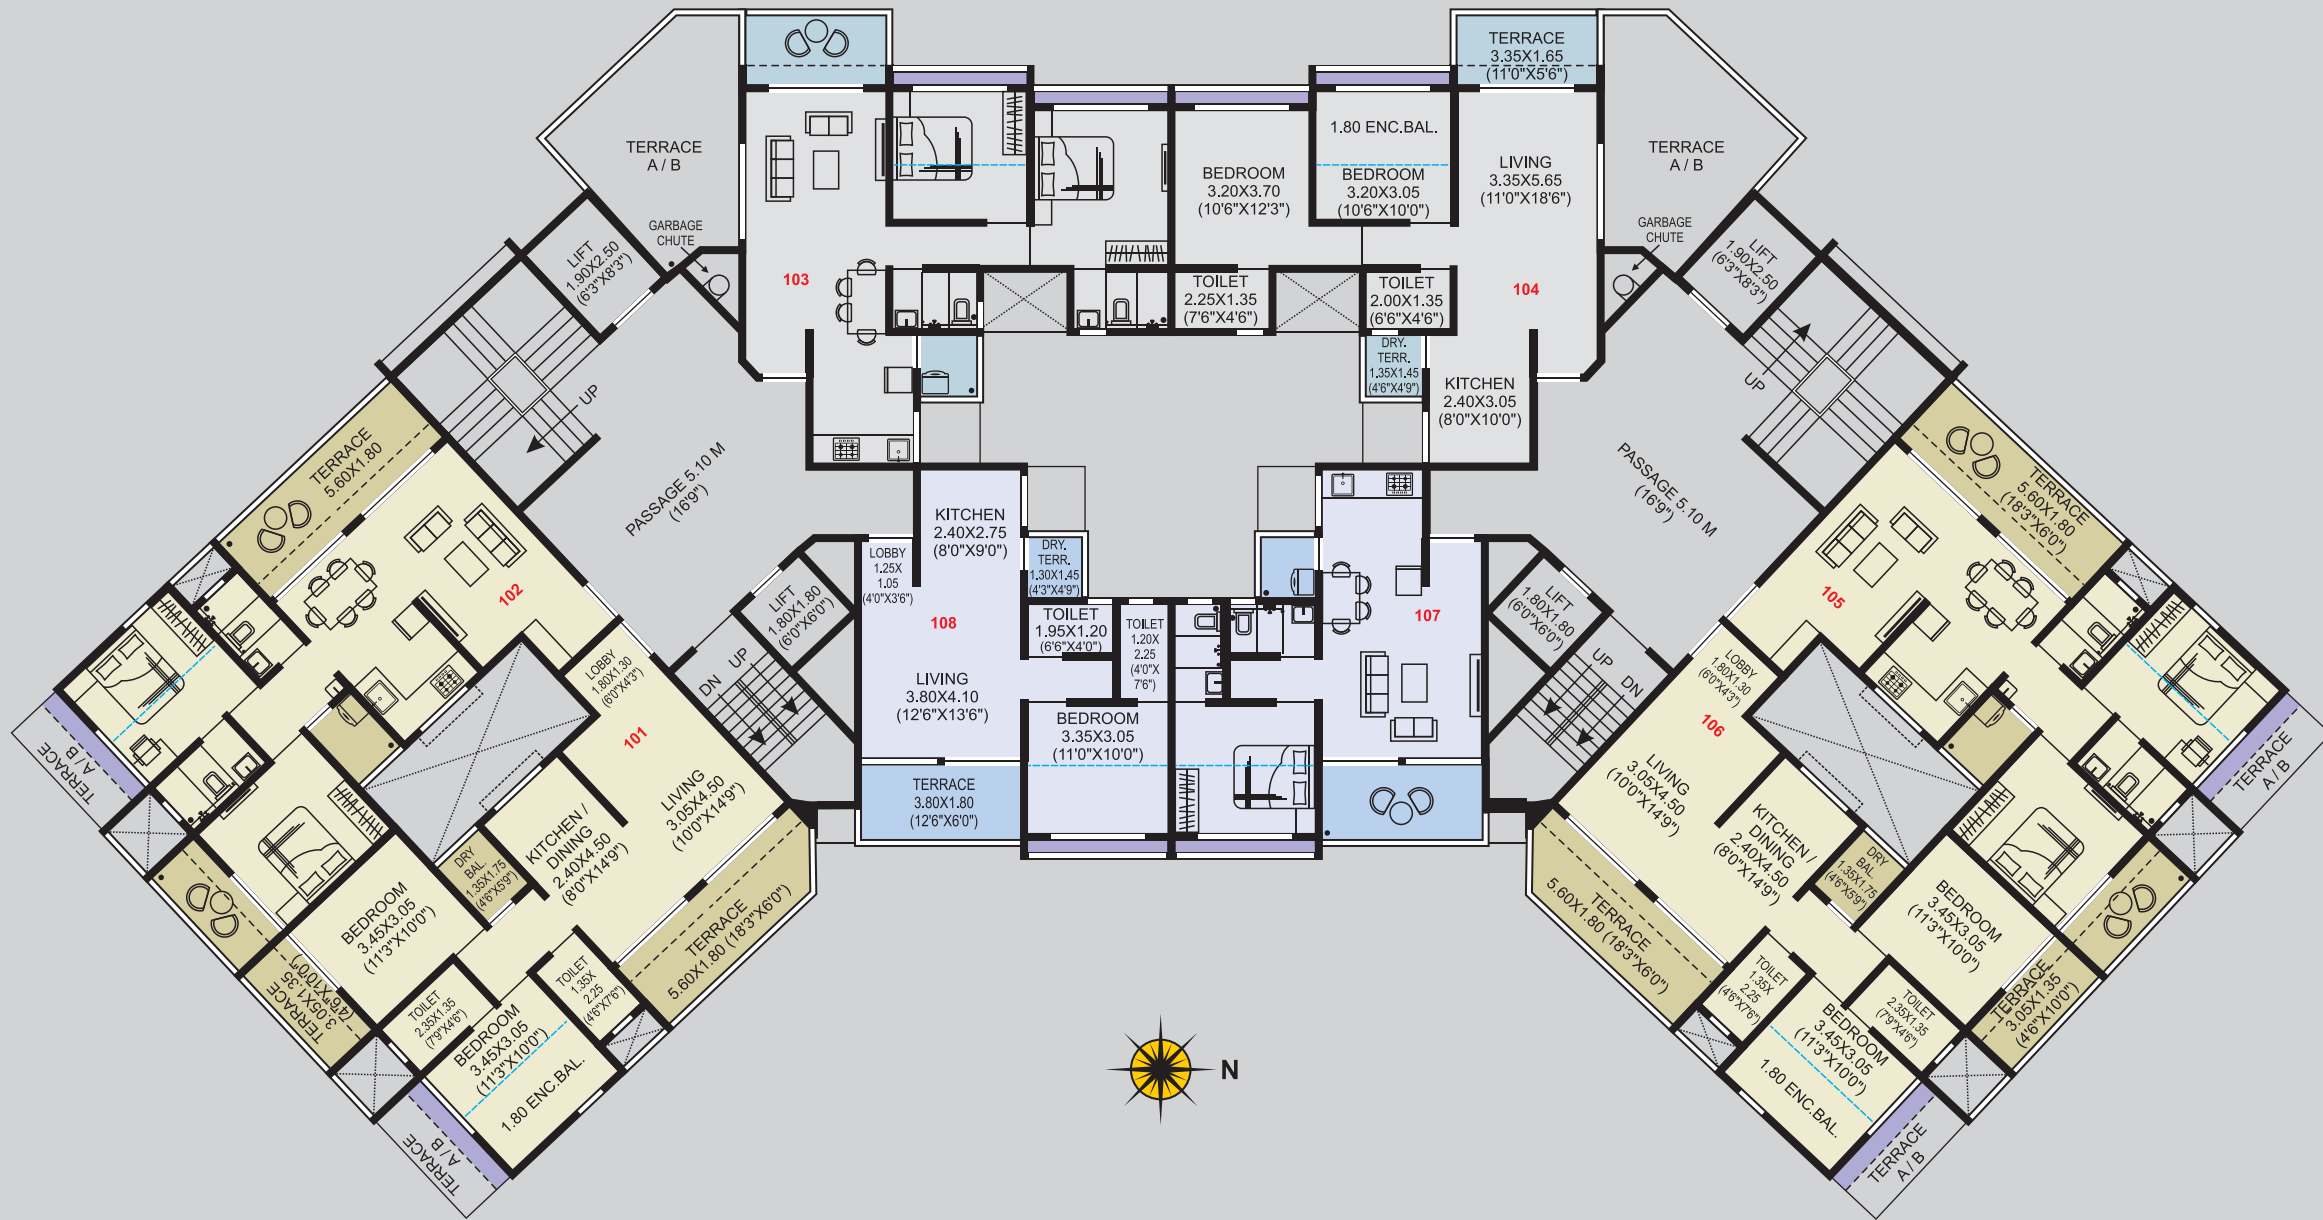 TERRACE
A / B
GARBAGE
CHUTE
LIFT
1.90X2.50
(6'3"X8'3")
103
BEDROOM
3.20X3.70
(10'6"X12'3")
1.80 ENC.BAL.
BEDROOM
3.20X3.05
(10'6"X10'0")
TERRACE
3.35X1.65
(11'0"X5'6")
LIVING
3.35X5.65
(11'0"X18'6")
104
TERRACE
A / B
GARBAGE
CHUTE
LIFT
1.90X2.50
(6'3"X8'3")
TOILET
2.25X1.35
(7'6"X4'6")
TOILET
2.00X1.35
(6'6"X4'6")
DRY.
TERR.
1.35X1.45
(4'6"X4'9")
KITCHEN
2.40X3.05
(8'0"X10'0")
UP
UP
PASSAGE 5.10 M
(16'9")
PASSAGE 5.10 M
(16'9")
TERRACE
5.60X1.80
102
TERRACE
5.60X1.80
(18'3"X6'0")
105
LOBBY
1.25X
1.05
(4'0"X3'6")
KITCHEN
2.40X2.75
(8'0"X9'0")
DRY.
TERR.
1.30X1.45
(4'3"X4'9")
108
TOILET
1.95X1.20
(6'6"X4'0")
TOILET
1.20X
2.25
(4'0"X
7'6")
LIVING
3.80X4.10
(12'6"X13'6")
BEDROOM
3.35X3.05
(11'0"X10'0")
TERRACE
3.80X1.80
(12'6"X6'0")
107
LIFT
1.80X1.80
(6'0"X6'0")
UP
DN
LIFT
1.80X1.80
(6'0"X6'0")
UP
DN
LOBBY
1.80X1.30
(6'0"X4'3")
101
LIVING
3.05X4.50
(10'0"X14'9")
KITCHEN /
DINING
2.40X4.50
(8'0"X14'9")
DRY
BAL.
1.35X1.75
(4'6"X5'9")
TERRACE
5.60X1.80 (18'3"X6'0")
BEDROOM
3.45X3.05
(11'3"X10'0")
TOILET
2.35X1.35
(7'9"X4'6")
TOILET
1.35X
2.25
(4'6"X7'6")
BEDROOM
3.45X3.05
(11'3"X10'0")
1.80 ENC.BAL.
TERRACE
3.05X1.35
(4'6"X10'0")
TERRACE
A / B
TERRACE
A / B
LOBBY
1.80X1.30
(6'0"X4'3")
106
LIVING
3.05X4.50
(10'0"X14'9")
KITCHEN /
DINING
2.40X4.50
(8'0"X14'9")
DRY
BAL.
1.35X1.75
(4'6"X5'9")
TERRACE
5.60X1.80 (18'3"X6'0")
BEDROOM
3.45X3.05
(11'3"X10'0")
TOILET
1.35X
2.25
(4'6"X7'6")
TOILET
2.35X1.35
(7'9"X4'6")
BEDROOM
3.45X3.05
(11'3"X10'0")
1.80 ENC.BAL.
TERRACE
3.05X1.35
(4'6"X10'0")
TERRACE
A / B
TERRACE
A / B
N